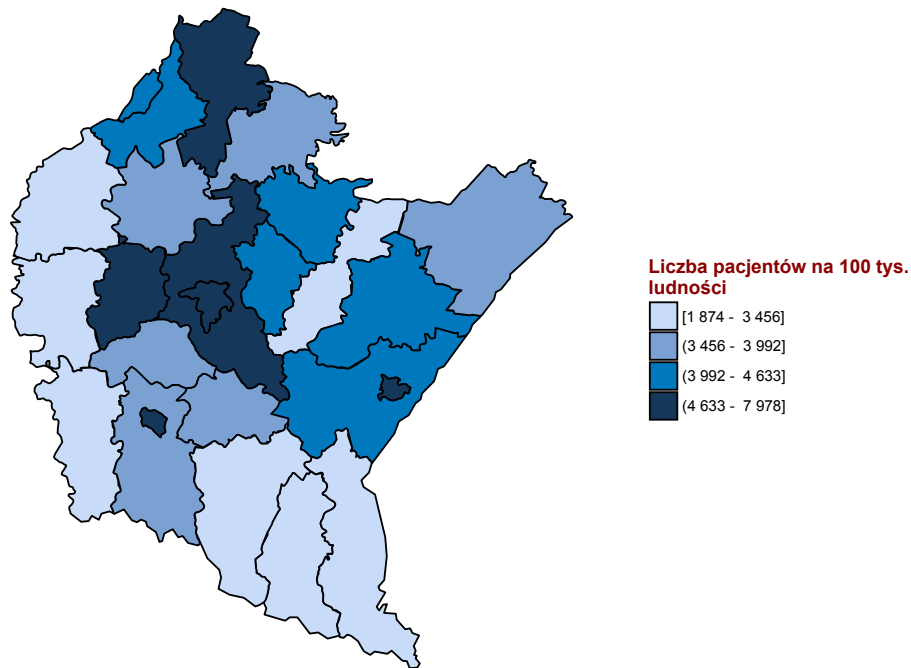 Liczba pacjentów na 100 tys.
ludności
[1 874 - 3 456]
(3 456 - 3 992]
(3 992 - 4 633]
(4 633 - 7 978]